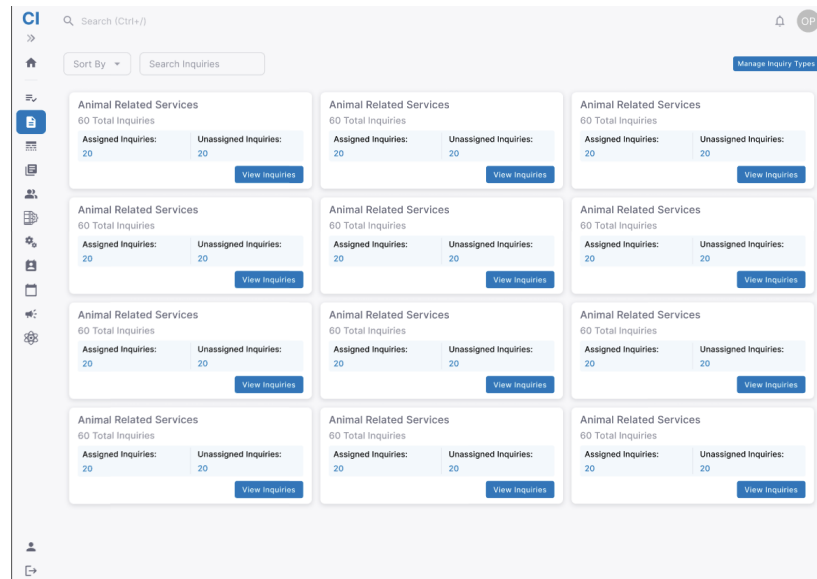 CI
Search (Ctrl+/)
OP
Sort By
Search Inquiries
Manage Inquiry Types
Animal Related Services
60 Total Inquiries
Assigned Inquiries: Unassigned Inquiries:
20 20
View Inquiries
Animal Related Services
60 Total Inquiries
Assigned Inquiries: Unassigned Inquiries:
20 20
View Inquiries
Animal Related Services
60 Total Inquiries
Assigned Inquiries: Unassigned Inquiries:
20 20
View Inquiries
Animal Related Services
60 Total Inquiries
Assigned Inquiries: Unassigned Inquiries:
20 20
View Inquiries
Animal Related Services
60 Total Inquiries
Assigned Inquiries: Unassigned Inquiries:
20 20
View Inquiries
Animal Related Services
60 Total Inquiries
Assigned Inquiries: Unassigned Inquiries:
20 20
View Inquiries
Animal Related Services
60 Total Inquiries
Assigned Inquiries: Unassigned Inquiries:
20 20
View Inquiries
Animal Related Services
60 Total Inquiries
Assigned Inquiries: Unassigned Inquiries:
20 20
View Inquiries
Animal Related Services
60 Total Inquiries
Assigned Inquiries: Unassigned Inquiries:
20 20
View Inquiries
Animal Related Services
60 Total Inquiries
Assigned Inquiries: Unassigned Inquiries:
20 20
View Inquiries
Animal Related Services
60 Total Inquiries
Assigned Inquiries: Unassigned Inquiries:
20 20
View Inquiries
Animal Related Services
60 Total Inquiries
Assigned Inquiries: Unassigned Inquiries:
20 20
View Inquiries